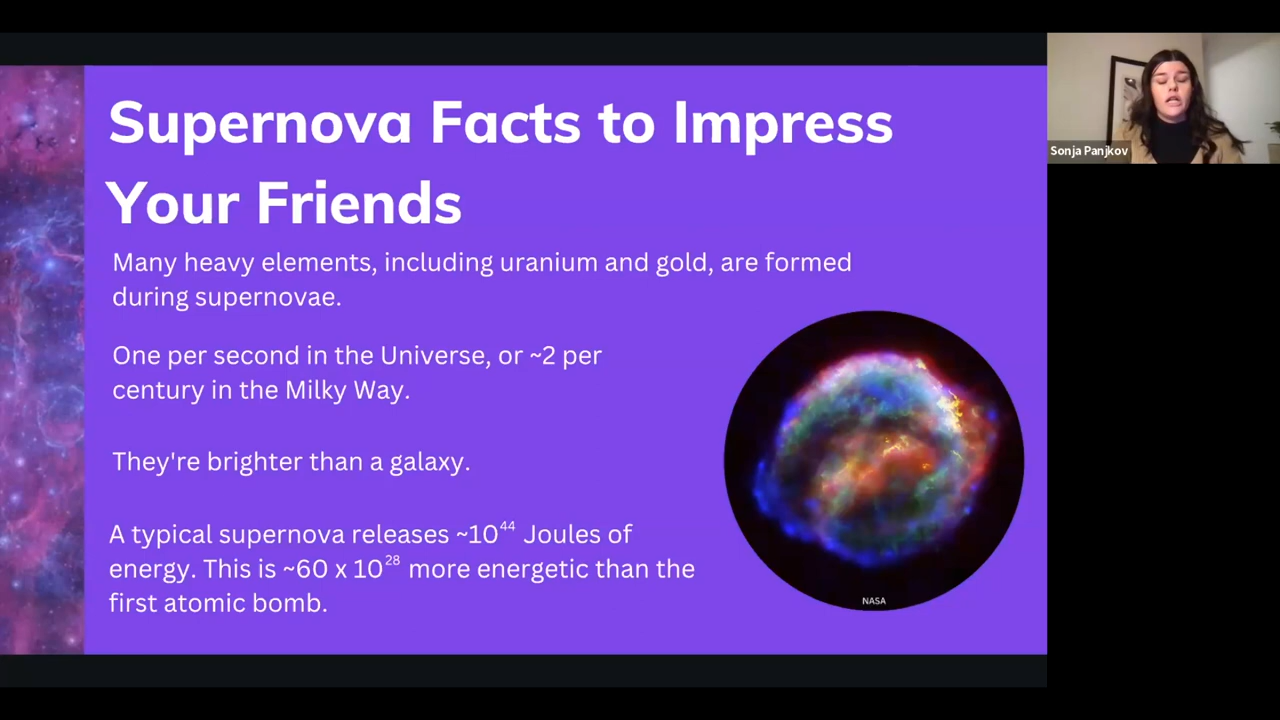 Supernova Facts to Impress
Your Friends
Many heavy elements, including uranium and gold, are formed
during supernovae.
One per second in the Universe, or ~2 per
century in the Milky Way.
They're brighter than a galaxy.
A typical supernova releases ~10⁴⁴ Joules of
energy. This is ~60 x 10²⁸ more energetic than the
first atomic bomb.
NASA
Sonja Panjkov